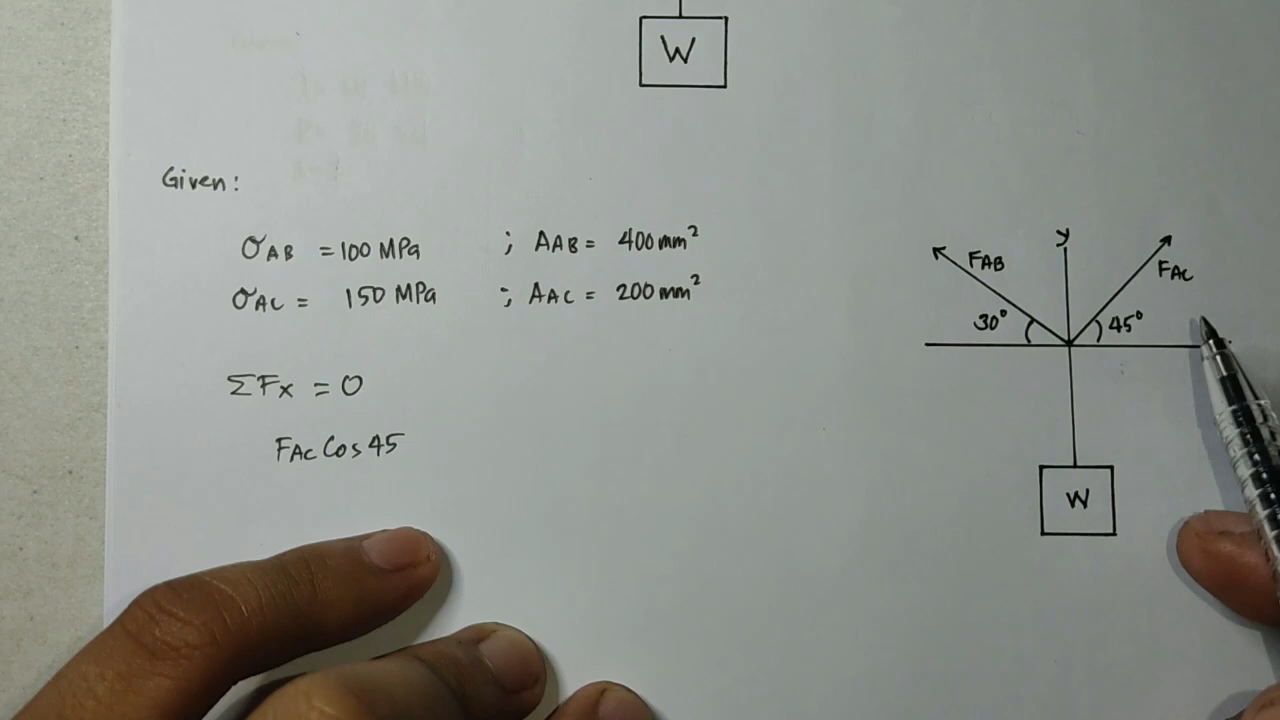 W
Given:
σAB = 100 MPa ; AAB = 400 mm²
σAC = 150 MPa ; AAC = 200 mm²
ΣFx = 0
FAC Cos 45
y
FAB
FAC
30°
45°
W